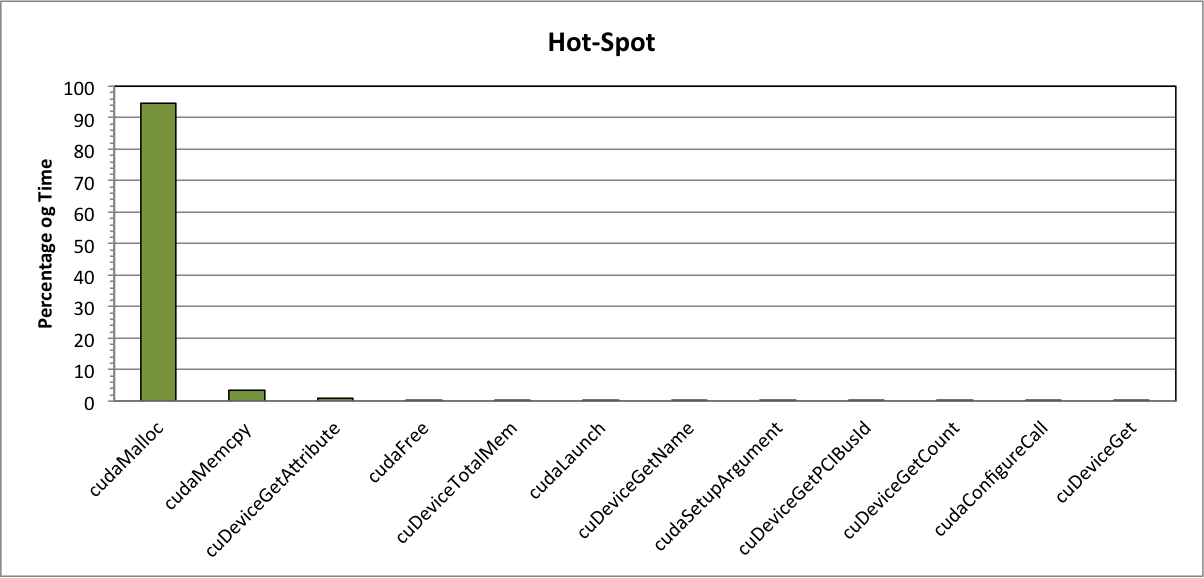 Hot-Spot
Percentage og Time
100
90
80
70
60
50
40
30
20
10
0
cudaMalloc
cudaMemcpy
cuDeviceGetAttribute
cudaFree
cuDeviceTotalMem
cudaLaunch
cuDeviceGetName
cudaSetupArgument
cuDeviceGetPCIBusId
cuDeviceGetCount
cudaConfigureCall
cuDeviceGet